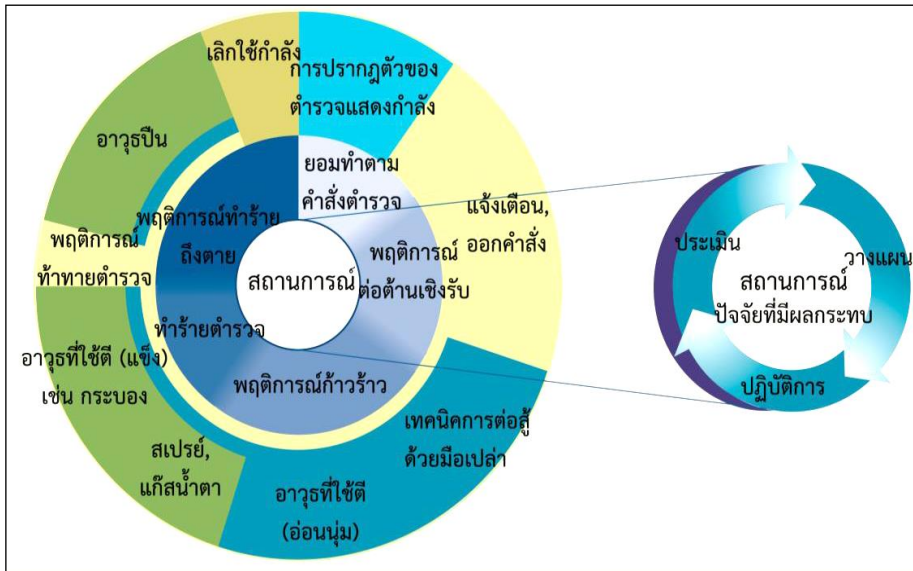 เลิกใช้กำลัง
การปรากฎตัวของ
ตำรวจแสดงกำลัง
แจ้งเตือน,
ออกคำสั่ง
เทคนิคการต่อสู้
ด้วยมือเปล่า
อาวุธที่ใช้ตี
(อ่อนนุ่ม)
สเปรย์,
แก๊สน้ำตา
อาวุธที่ใช้ตี (แข็ง)
เช่น กระบอง
พฤติการณ์
ท้าทายตำรวจ
อาวุธปืน
ยอมทำตาม
คำสั่งตำรวจ
พฤติการณ์
ต่อต้านเชิงรับ
พฤติการณ์ก้าวร้าว
ทำร้ายตำรวจ
พฤติการณ์ทำร้าย
ถึงตาย
สถานการณ์
ประเมิน
วางแผน
สถานการณ์
ปัจจัยที่มีผลกระทบ
ปฏิบัติการ